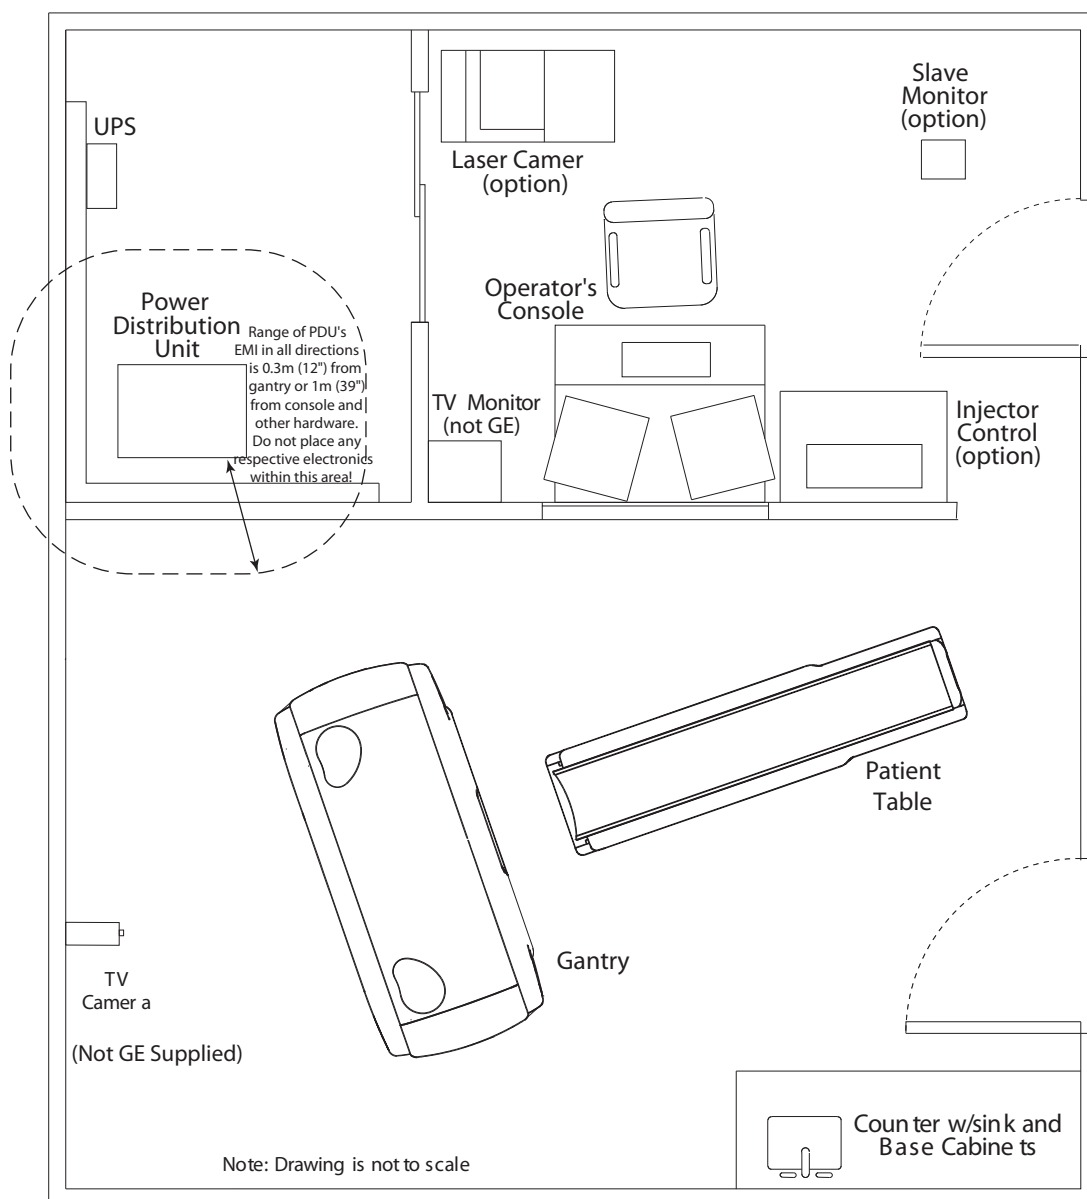 Slave
Monitor
(option)
UPS
Laser Camer
(option)
Operator's
Console
Power
Distribution
Unit
Range of PDU's
EMI in all directions
is 0.3m (12") from
gantry or 1m (39")
from console and
other hardware.
Do not place any
respective electronics
within this area!
TV Monitor
(not GE)
Injector
Control
(option)
Patient
Table
Gantry
TV
Camer a
(Not GE Supplied)
Coun ter w/sink and
Base Cabine ts
Note: Drawing is not to scale